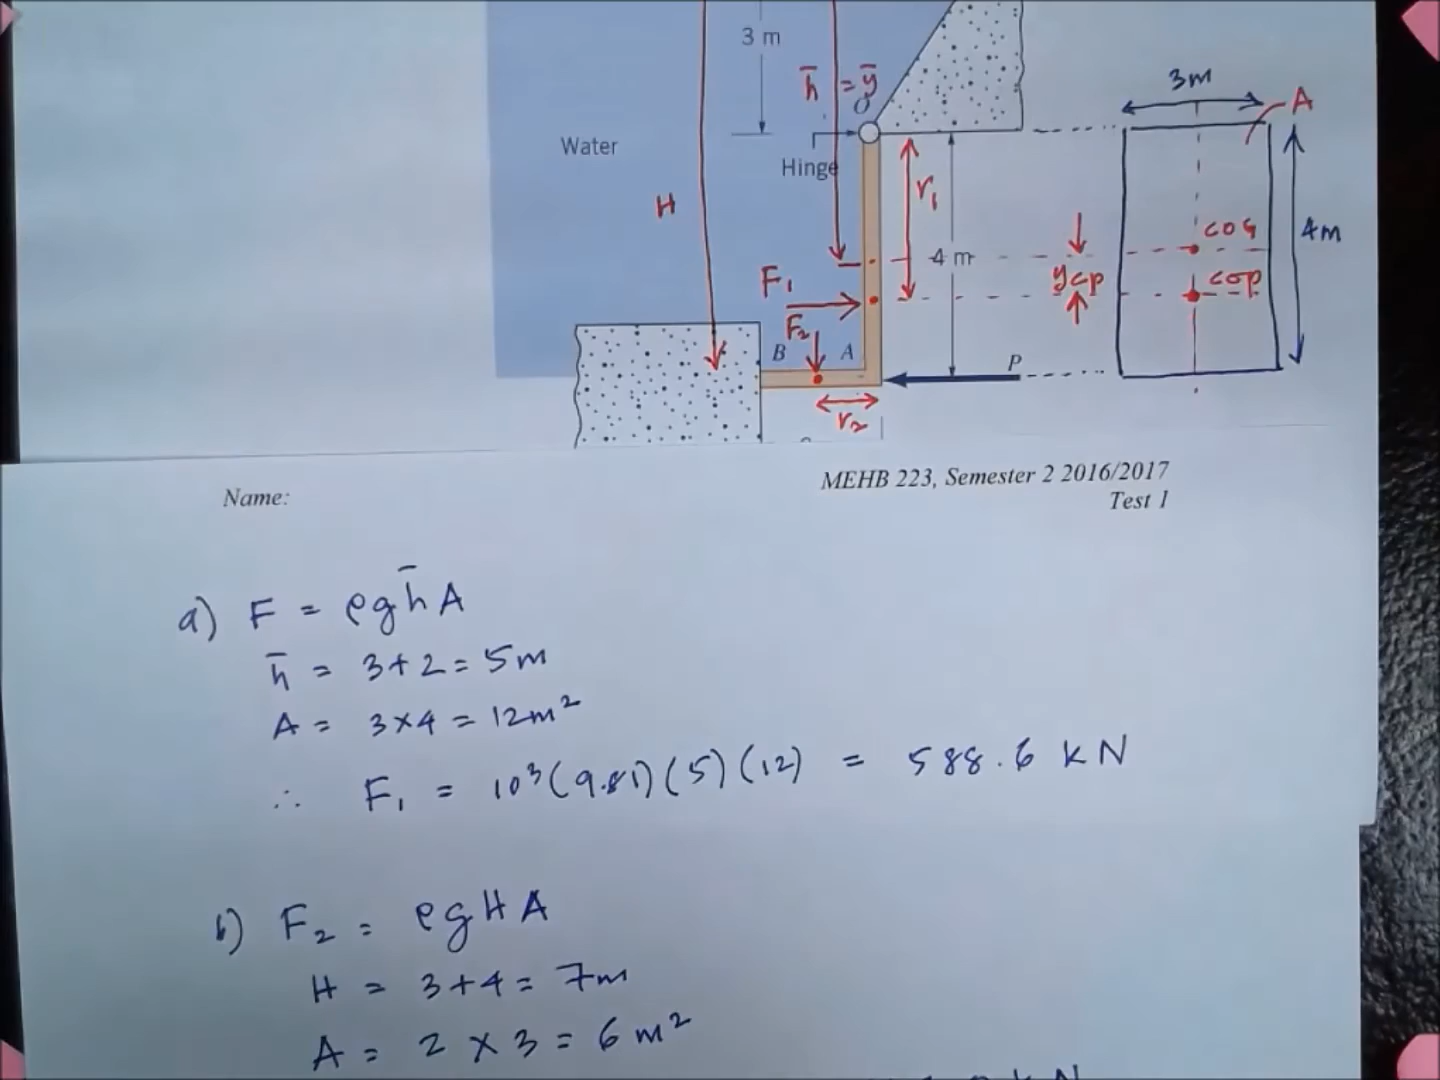 3 m
h̄ = ȳ
O
Water
Hinge
H
r₁
4 m
F₁
F₂
B
A
P
r₂
3m
A
COG
COP
ycp
4m
Name:
MEHB 223, Semester 2 2016/2017
Test 1
a) F = ρgh̄A
h̄ = 3+2 = 5m
A = 3×4 = 12m²
∴ F₁ = 10³(9.81)(5)(12) = 588.6 kN
b) F₂ = ρgHA
H = 3+4 = 7m
A = 2 × 3 = 6 m²
kN